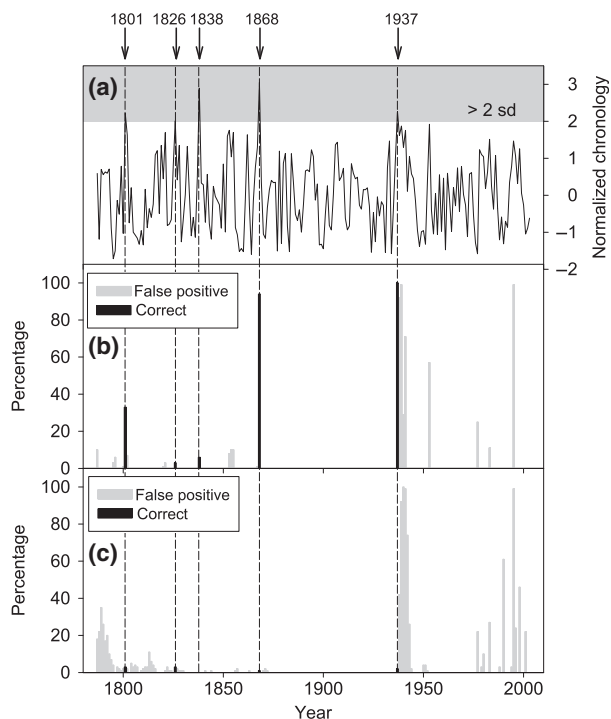 1801 1826 1838 1868 1937
(a)
> 2 sd
3
2
1
0
−1
−2
Normalized chronology
False positive
Correct
(b)
100
80
60
40
20
0
Percentage
False positive
Correct
(c)
100
80
60
40
20
0
Percentage
1800 1850 1900 1950 2000
Year